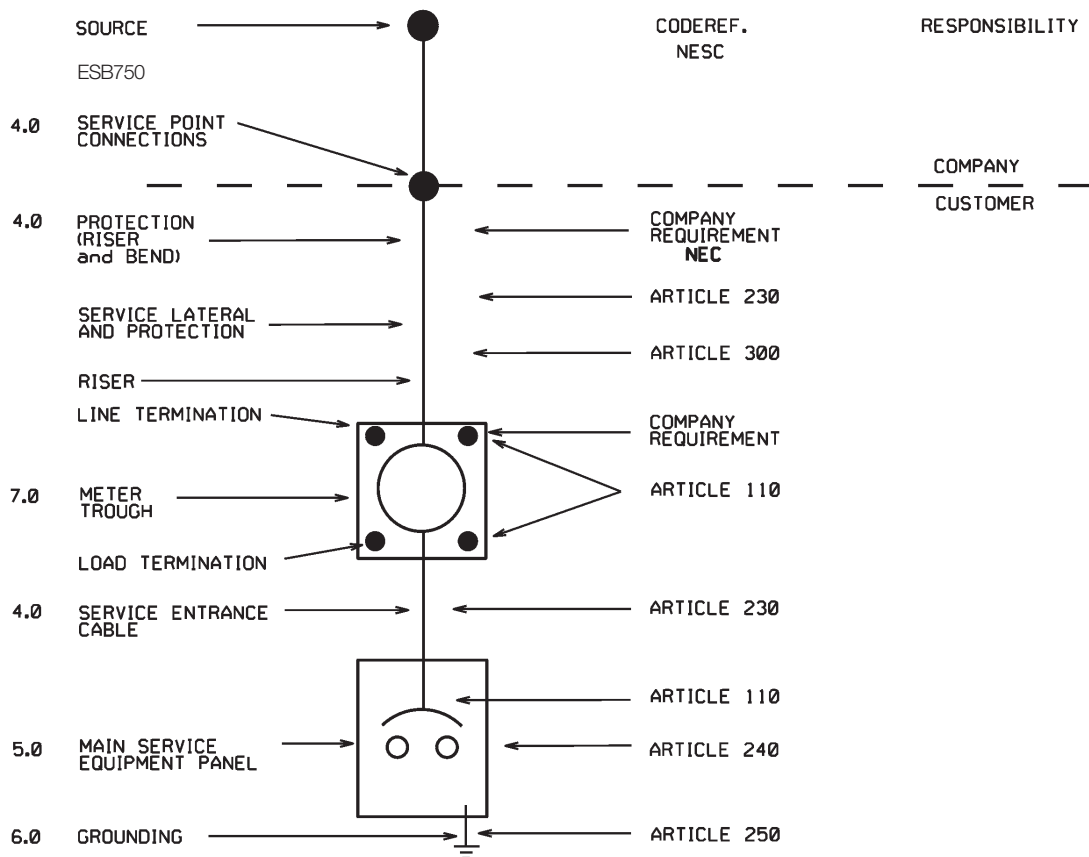 SOURCE
CODEREF.
NESC
RESPONSIBILITY
ESB750
4.0 SERVICE POINT
CONNECTIONS
COMPANY
CUSTOMER
4.0 PROTECTION
(RISER
and BEND)
COMPANY
REQUIREMENT
NEC
ARTICLE 230
SERVICE LATERAL
AND PROTECTION
ARTICLE 300
RISER
LINE TERMINATION
COMPANY
REQUIREMENT
7.0 METER
TROUGH
ARTICLE 110
LOAD TERMINATION
4.0 SERVICE ENTRANCE
CABLE
ARTICLE 230
ARTICLE 110
5.0 MAIN SERVICE
EQUIPMENT PANEL
ARTICLE 240
6.0 GROUNDING
ARTICLE 250